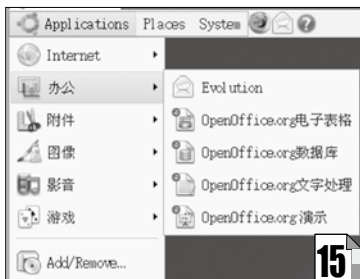 Applications Places System
Internet
办公
附件
图像
影音
游戏
Add/Remove...
Evolution
OpenOffice.org电子表格
OpenOffice.org数据库
OpenOffice.org文字处理
OpenOffice.org演示
15